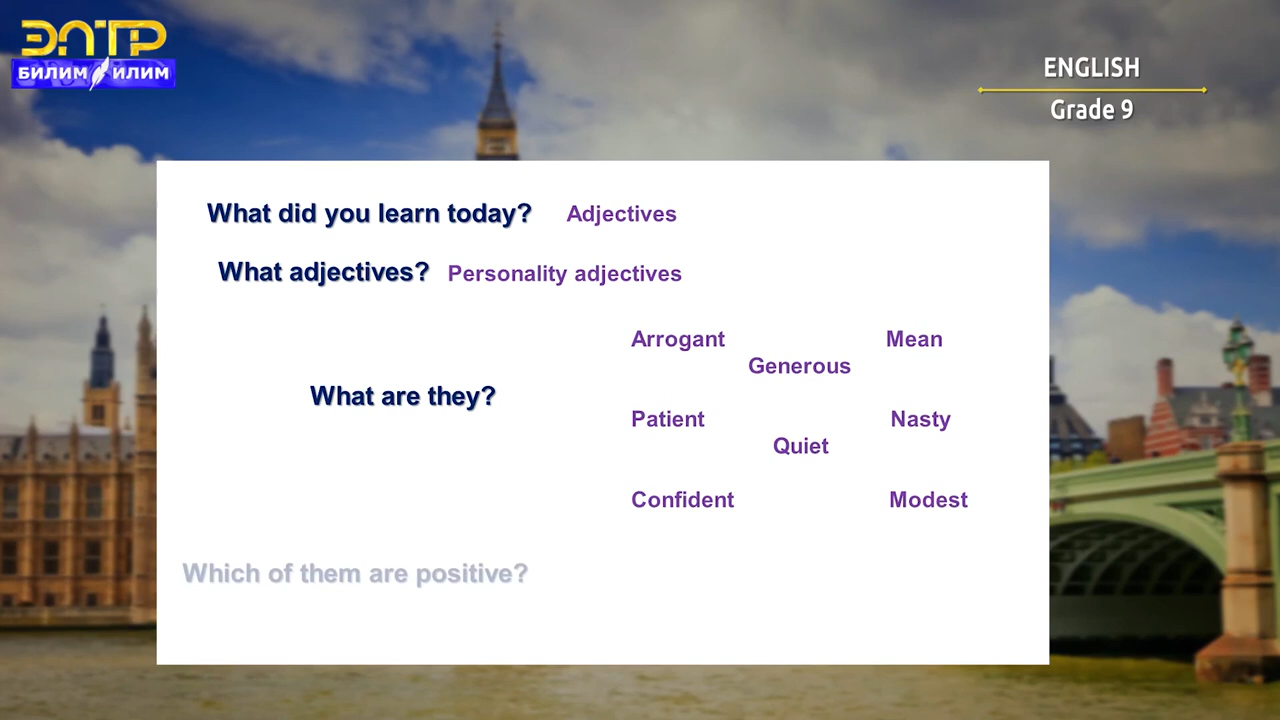 ЭЛТР
БИЛИМ ИЛИМ
ENGLISH
Grade 9
What did you learn today? Adjectives
What adjectives? Personality adjectives
Arrogant Mean
Generous
What are they?
Patient Nasty
Quiet
Confident Modest
Which of them are positive?